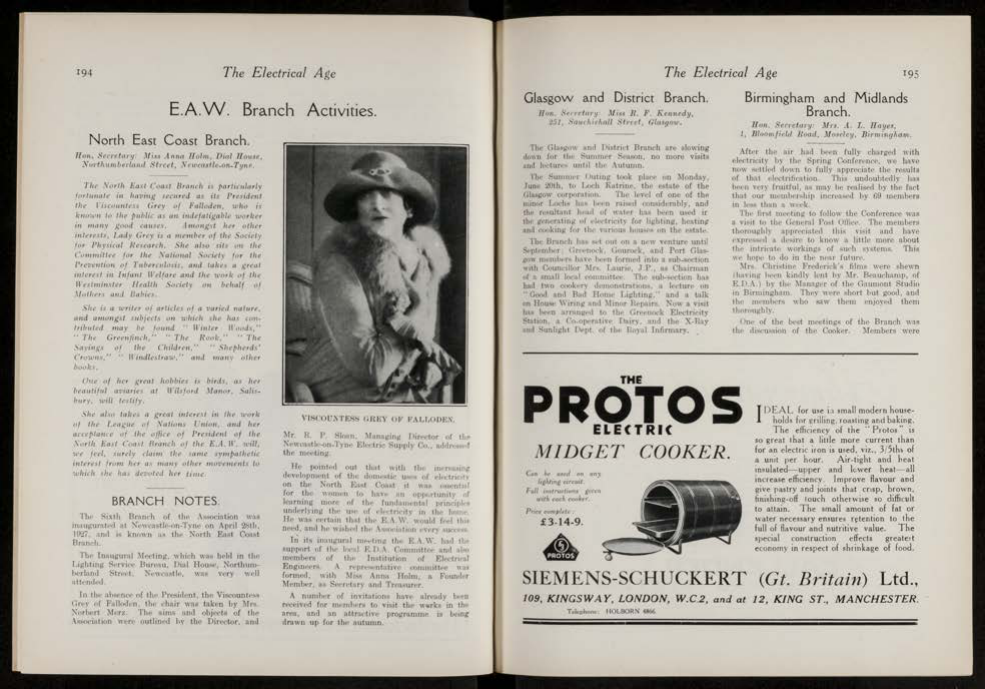 194
The Electrical Age
E.A.W. Branch Activities.
North East Coast Branch.
Hon. Secretary: Miss Anna Holm, Dial House,
Northumberland Street, Newcastle-on-Tyne.
The North East Coast Branch is particularly
fortunate in having secured as its President
the Viscountess Grey of Falloden, who is
known to the public as an indefatigable worker
in many good causes. Amongst her other
interests, Lady Grey is a member of the Society
for Physical Research. She also sits on the
Committee for the National Society for the
Prevention of Tuberculosis, and takes a great
interest in Infant Welfare and the work of the
Westminster Health Society on behalf of
Mothers and Babies.
She is a writer of articles of a varied nature,
and amongst subjects on which she has con-
tributed may be found "Winter Woods,"
"The Greenfinch," "The Rook," "The
Sayings of the Children," "Shepherds'
Crowns," "Windlestraw," and many other
books.
One of her great hobbies is birds, as her
beautiful aviaries at Wilsford Manor, Salis-
bury, will testify.
She also takes a great interest in the work
of the League of Nations Union, and her
acceptance of the office of President of the
North East Coast Branch of the E.A.W. will,
we feel, surely claim the same sympathetic
interest from her as many other movements to
which she has devoted her time.
BRANCH NOTES.
The Sixth Branch of the Association was
inaugurated at Newcastle-on-Tyne on April 28th,
1927, and is known as the North East Coast
Branch.
The Inaugural Meeting, which was held in the
Lighting Service Bureau, Dial House, Northum-
berland Street, Newcastle, was very well
attended.
In the absence of the President, the Viscountess
Grey of Falloden, the chair was taken by Mrs.
Norbert Merz. The aims and objects of the
Association were outlined by the Director, and
VISCOUNTESS GREY OF FALLODEN.
Mr. R. P. Sloan, Managing Director of the
Newcastle-on-Tyne Electric Supply Co., addressed
the meeting.
He pointed out that with the increasing
development of the domestic uses of electricity
on the North East Coast it was essential
for the women to have an opportunity of
learning more of the fundamental principles
underlying the use of electricity in the home.
He was certain that the E.A.W. would feel this
need, and he wished the Association every success.
In its inaugural meeting the E.A.W. had the
support of the local E.D.A. Committee and also
members of the Institution of Electrical
Engineers. A representative committee was
formed, with Miss Anna Holm, a Founder
Member, as Secretary and Treasurer.
A number of invitations have already been
received for members to visit the works in the
area, and an attractive programme is being
drawn up for the autumn.
The Electrical Age
195
Glasgow and District Branch.
Hon. Secretary: Miss R. F. Kennedy,
251, Sauchiehall Street, Glasgow.
The Glasgow and District Branch are slowing
down for the Summer Season, no more visits
and lectures until the Autumn.
The Summer Outing took place on Monday,
June 20th, to Loch Katrine, the estate of the
Glasgow corporation. The level of one of the
minor Lochs has been raised considerably, and
the resultant head of water has been used in
the generating of electricity for lighting, heating
and cooking for the various houses on the estate.
The Branch has set out on a new venture until
September; Greenock, Gourock, and Port Glas-
gow members have been formed into a sub-section
with Councillor Mrs. Laurie, J.P., as Chairman
of a small local committee. The sub-section has
had two cookery demonstrations, a lecture on
"Good and Bad Home Lighting," and a talk
on House Wiring and Minor Repairs. Now a visit
has been arranged to the Greenock Electricity
Station, a Co-operative Dairy, and the X-Ray
and Sunlight Dept. of the Royal Infirmary.
Birmingham and Midlands
Branch.
Hon. Secretary: Mrs. A. L. Hayes,
1, Bloomfield Road, Moseley, Birmingham.
After the air had been fully charged with
electricity by the Spring Conference, we have
now settled down to fully appreciate the results
of that electrification. This undoubtedly has
been very fruitful, as may be realised by the fact
that our membership increased by 69 members
in less than a week.
The first meeting to follow the Conference was
a visit to the General Post Office. The members
thoroughly appreciated this visit and have
expressed a desire to know a little more about
the intricate workings of such systems. This
we hope to do in the near future.
Mrs. Christine Frederick's films were shewn
(having been kindly lent by Mr. Beauchamp, of
E.D.A.) by the Manager of the Gaumont Studio
in Birmingham. They were short but good, and
the members who saw them enjoyed them
thoroughly.
One of the best meetings of the Branch was
the discussion of the Cooker. Members were
THE
PROTOS
ELECTRIC
MIDGET COOKER.
Can be used on any
lighting circuit.
Full instructions given
with each cooker.
Price complete:
£3-14-9.
PROTOS
IDEAL for use in small modern house-
holds for grilling, roasting and baking.
The efficiency of the "Protos" is
so great that a little more current than
for an electric iron is used, viz., 3/5ths of
a unit per hour. Air-tight and heat
insulated—upper and lower heat—all
increase efficiency. Improve flavour and
give pastry and joints that crisp, brown,
finishing-off touch otherwise so difficult
to attain. The small amount of fat or
water necessary ensures retention to the
full of flavour and nutritive value. The
special construction effects greatest
economy in respect of shrinkage of food.
SIEMENS-SCHUCKERT (Gt. Britain) Ltd.,
109, KINGSWAY, LONDON, W.C.2, and at 12, KING ST., MANCHESTER.
Telephone: HOLBORN